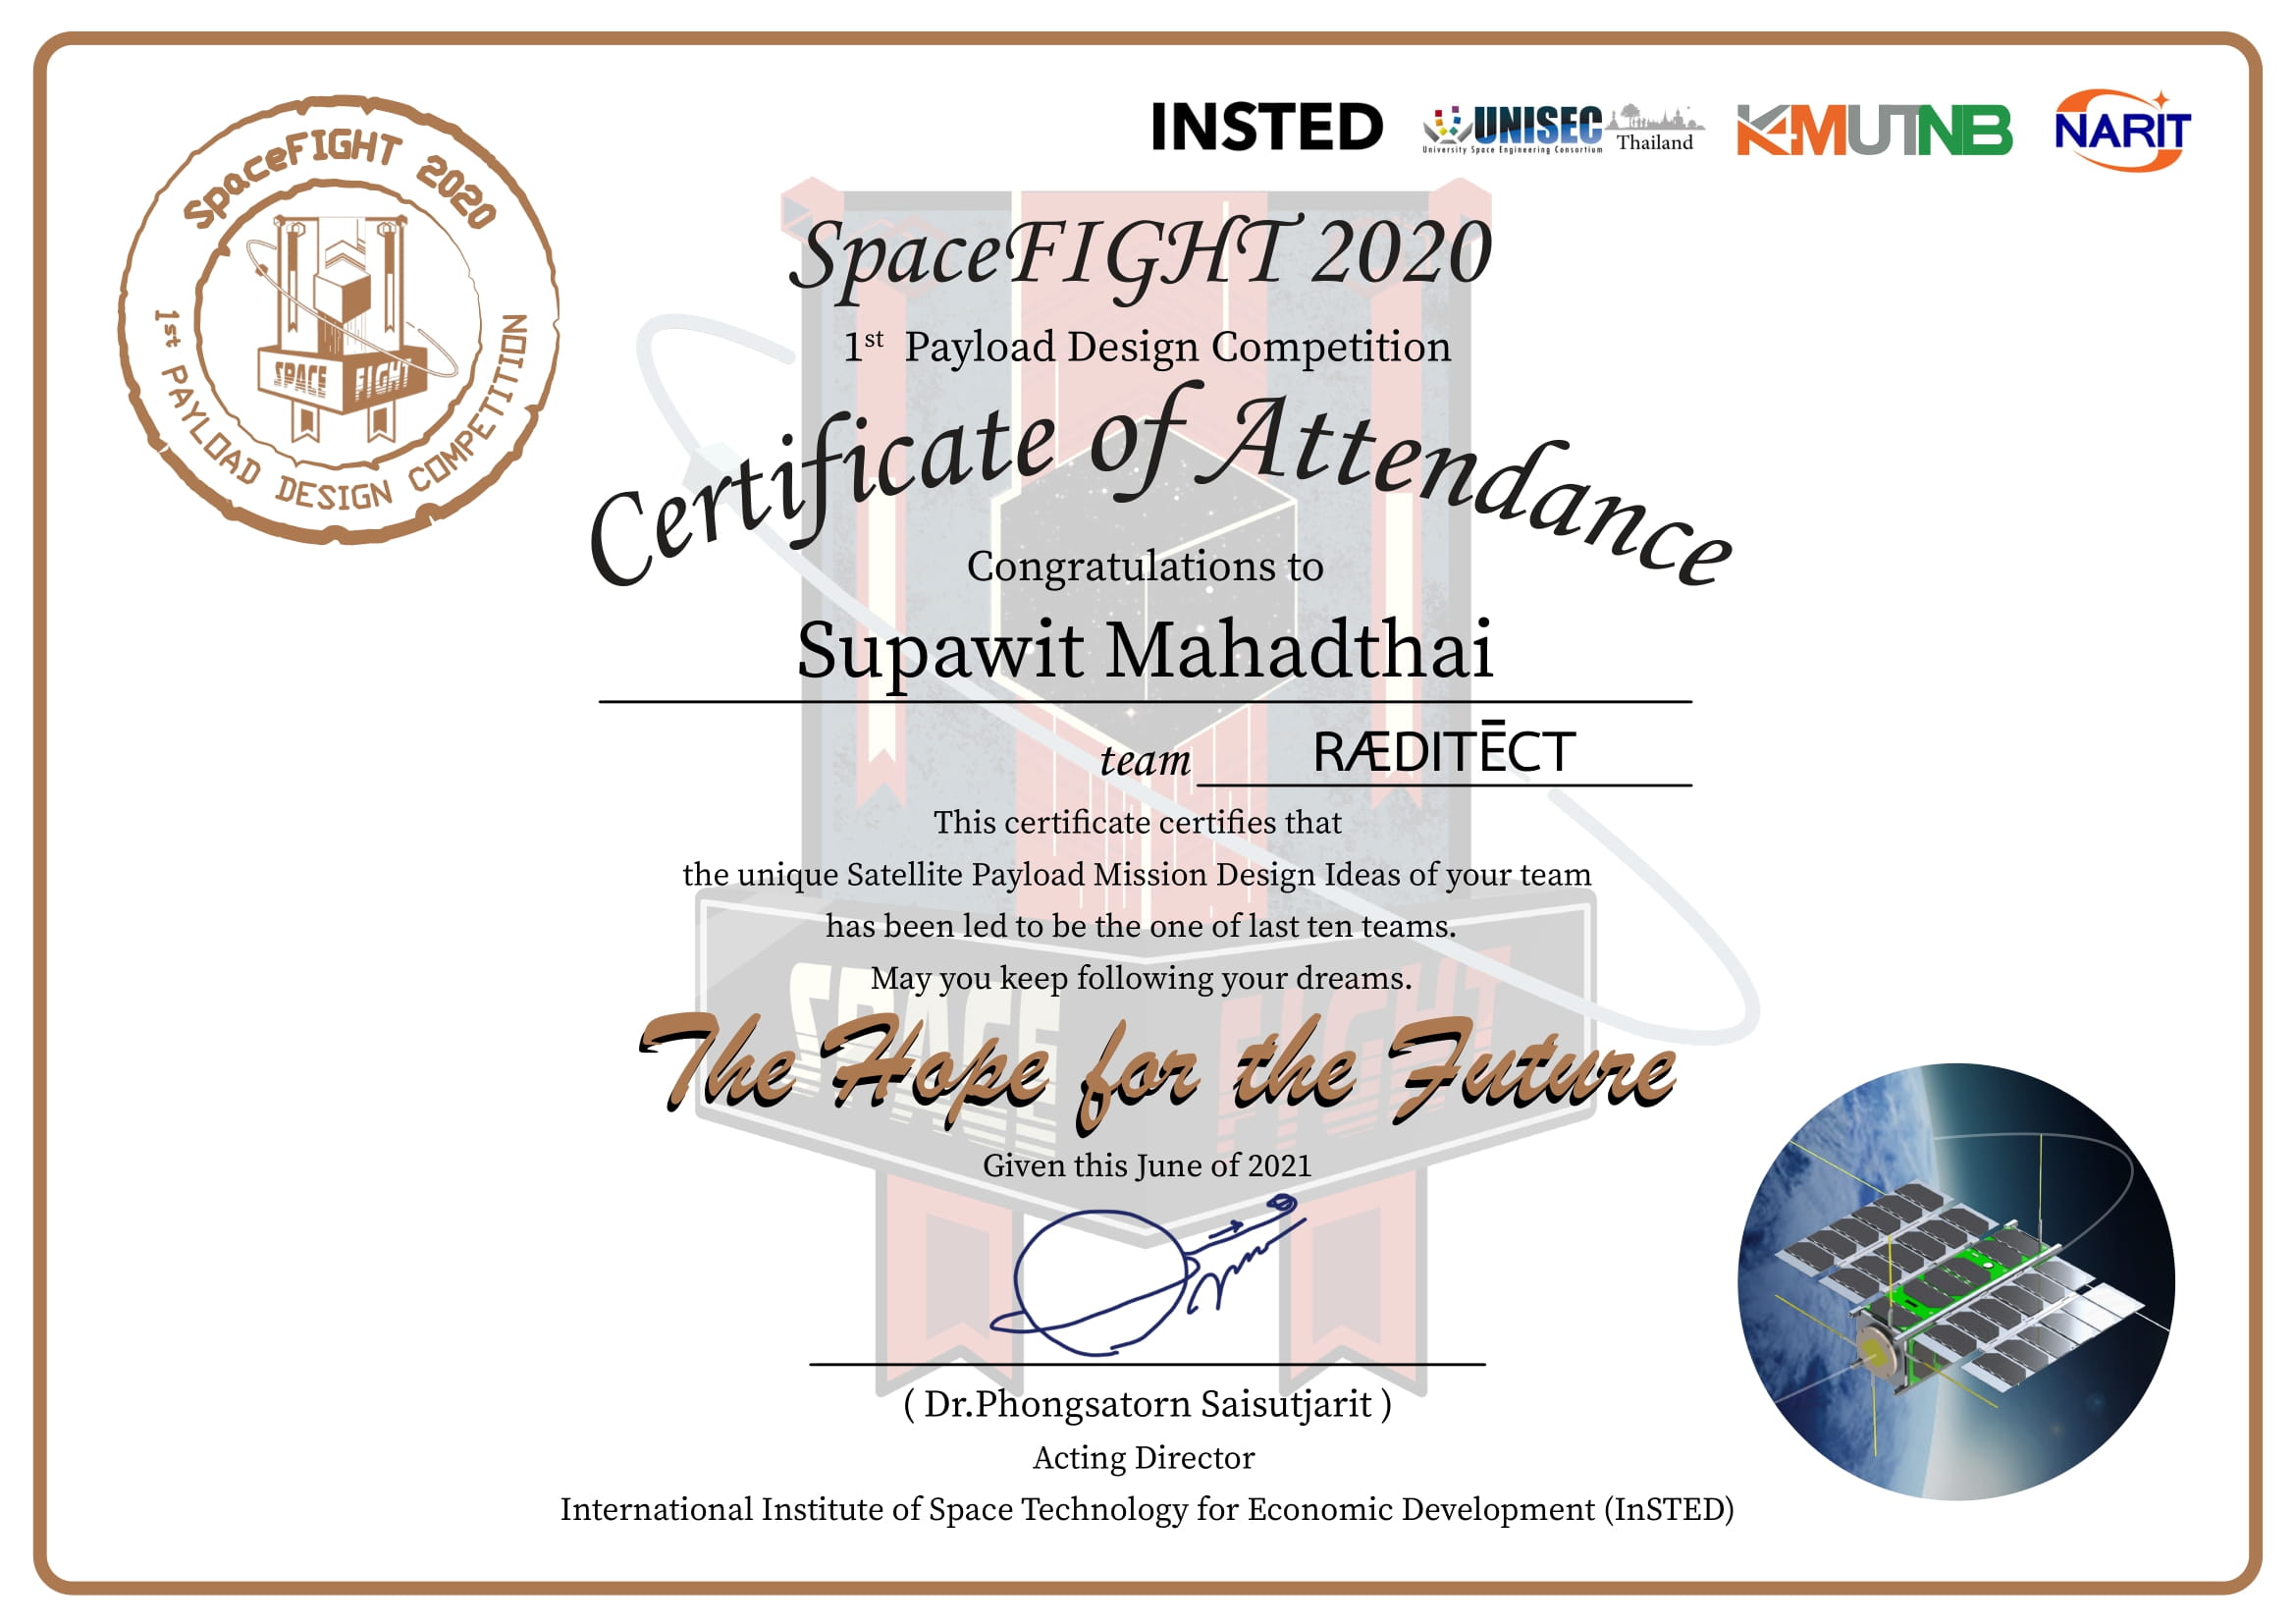 SpaceFIGHT 2020
1st PAYLOAD DESIGN COMPETITION
SPACE FIGHT
INSTED
UNISEC
University Space Engineering Consortium
Thailand
KMUTNB
NARIT
SpaceFIGHT 2020
1st Payload Design Competition
Certificate of Attendance
Congratulations to
Supawit Mahadthai
team RÆDITĒCT
This certificate certifies that
the unique Satellite Payload Mission Design Ideas of your team
has been led to be the one of last ten teams.
May you keep following your dreams.
SPACE FIGHT
The Hope for the Future
Given this June of 2021
( Dr.Phongsatorn Saisutjarit )
Acting Director
International Institute of Space Technology for Economic Development (InSTED)